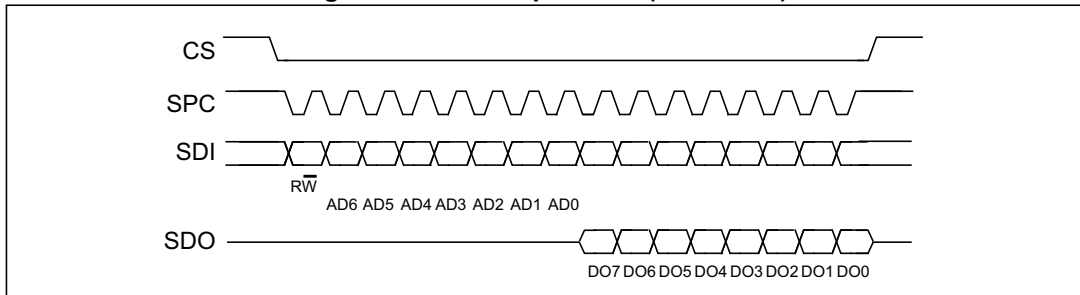 CS
SPC
SDI
RW̅
AD6 AD5 AD4 AD3 AD2 AD1 AD0
SDO
DO7 DO6 DO5 DO4 DO3 DO2 DO1 DO0